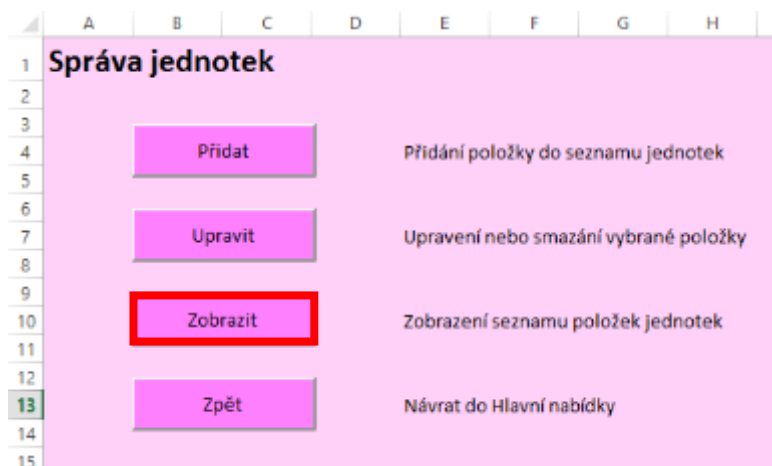 A B C D E F G H
1 Správa jednotek
2
3
4 Přidat Přidání položky do seznamu jednotek
5
6
7 Upravit Upravení nebo smazání vybrané položky
8
9
10 Zobrazit Zobrazení seznamu položek jednotek
11
12
13 Zpět Návrat do Hlavní nabídky
14
15